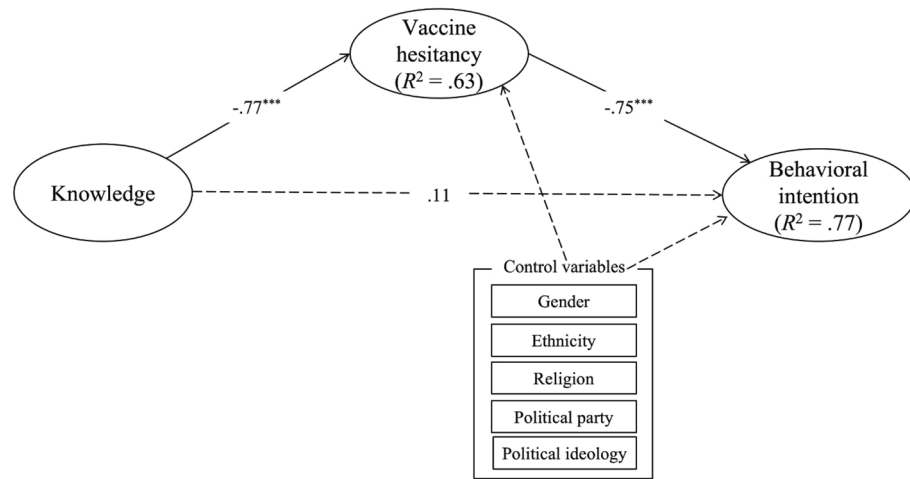 Vaccine
hesitancy
(R² = .63)
-.77***
-.75***
Knowledge
.11
Behavioral
intention
(R² = .77)
Control variables
Gender
Ethnicity
Religion
Political party
Political ideology